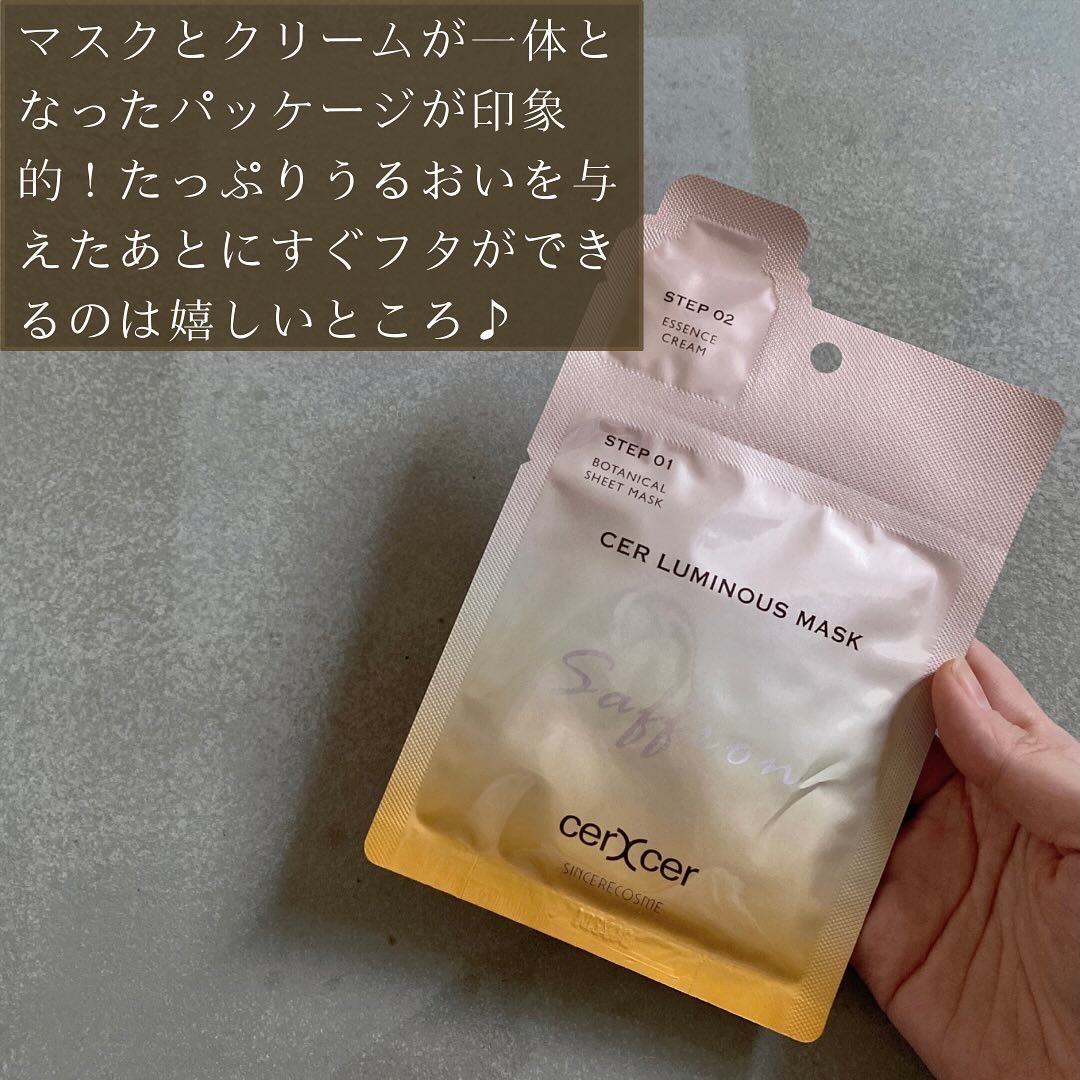 マスクとクリームが一体と
なったパッケージが印象
的！たっぷりうるおいを与
えたあとにすぐフタができ
るのは嬉しいところ♪
STEP 02
ESSENCE
CREAM
STEP 01
BOTANICAL
SHEET MASK
CER LUMINOUS MASK
Saffron
cerXcer
SINCERECOSME